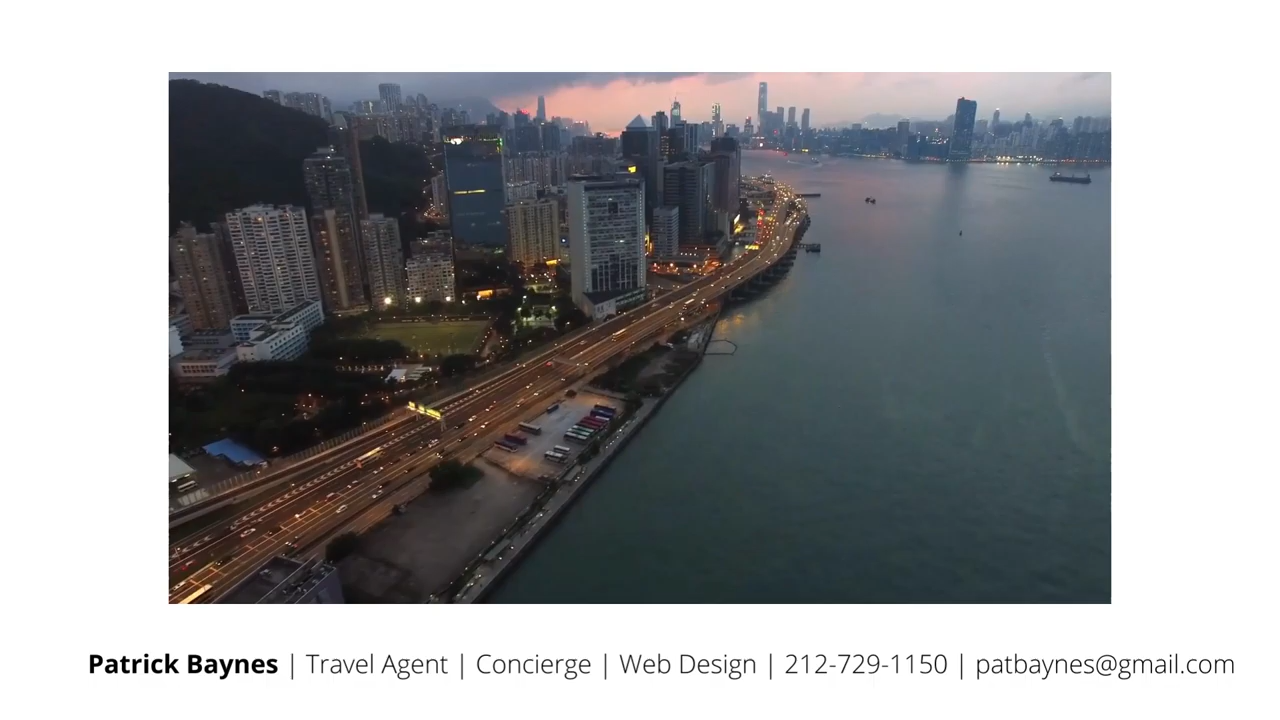 Patrick Baynes | Travel Agent | Concierge | Web Design | 212-729-1150 | patbaynes@gmail.com